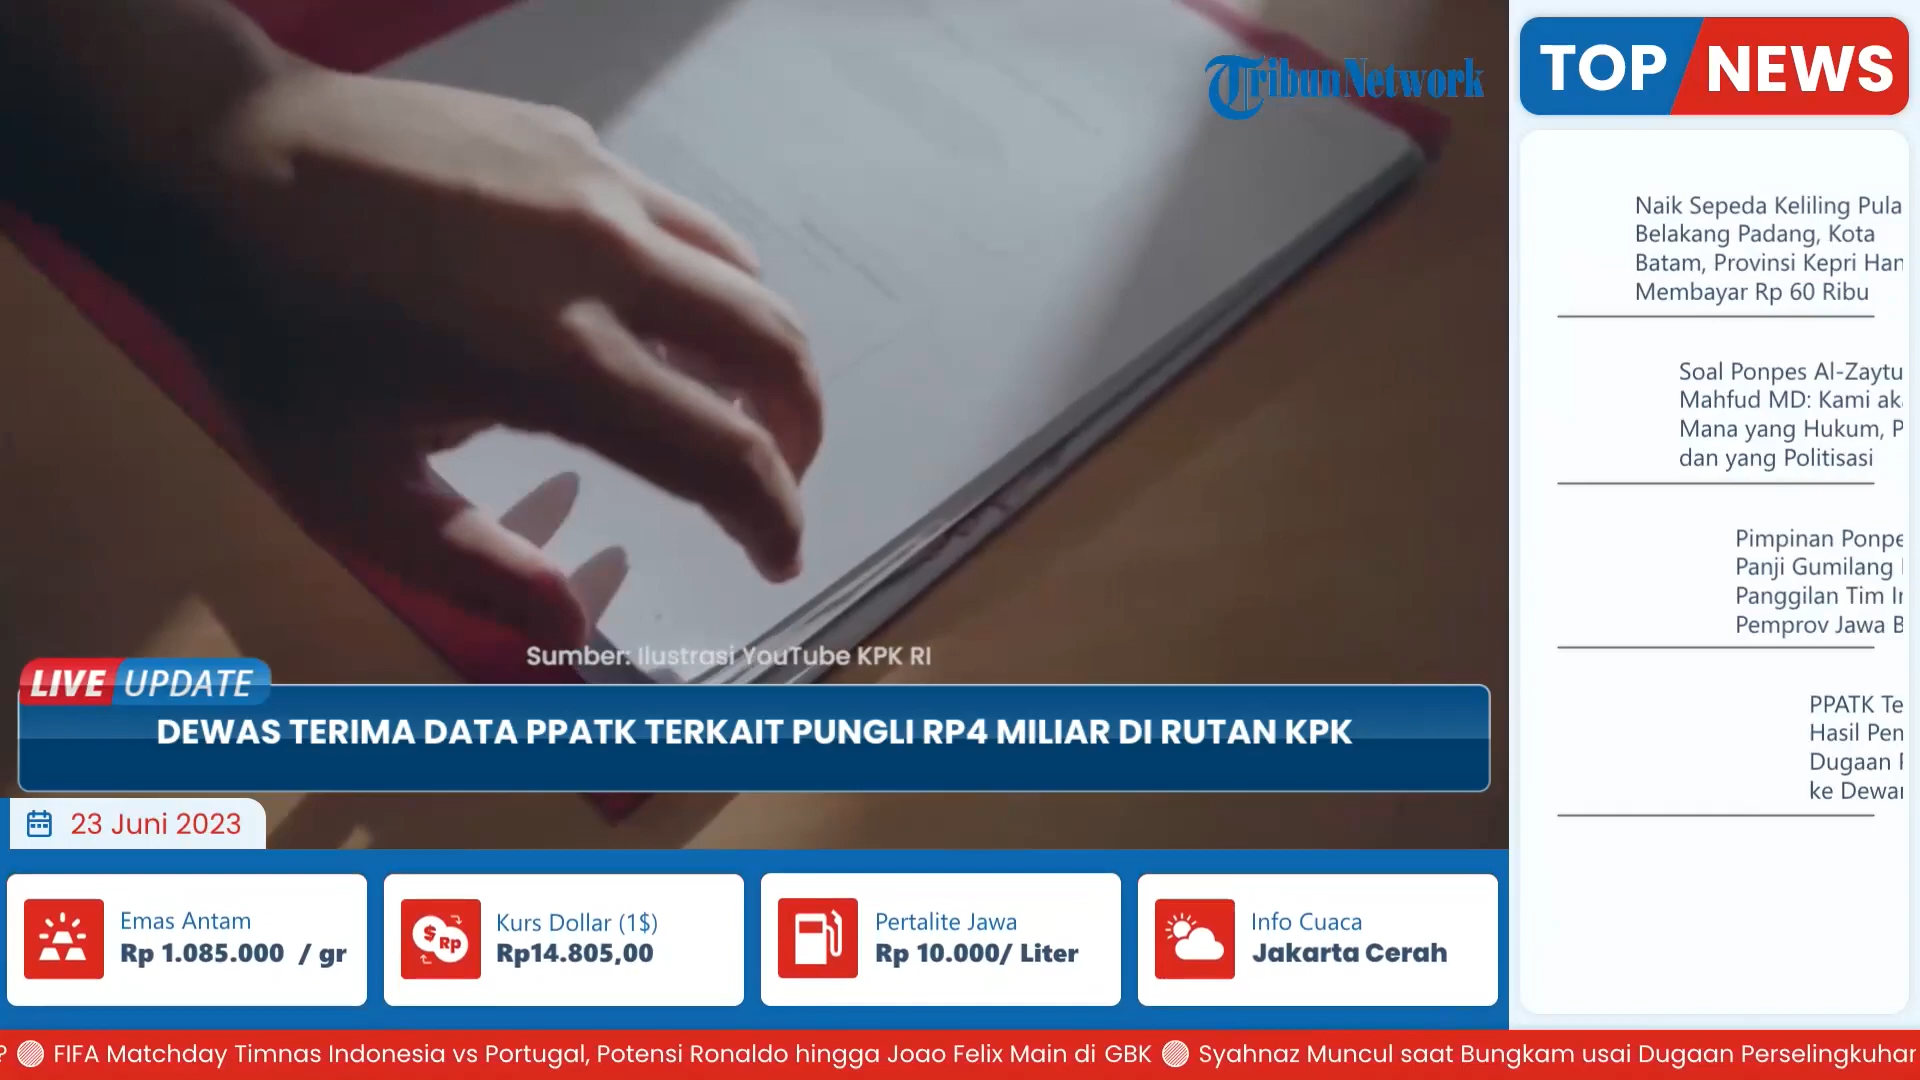 TribunNetwork
TOP NEWS
Naik Sepeda Keliling Pula
Belakang Padang, Kota
Batam, Provinsi Kepri Han
Membayar Rp 60 Ribu
Soal Ponpes Al-Zaytu
Mahfud MD: Kami ak
Mana yang Hukum, P
dan yang Politisasi
Pimpinan Ponpe
Panji Gumilang
Panggilan Tim I
Pemprov Jawa B
PPATK Te
Hasil Pen
Dugaan
ke Dewa
Sumber: Ilustrasi YouTube KPK RI
LIVE UPDATE
DEWAS TERIMA DATA PPATK TERKAIT PUNGLI RP4 MILIAR DI RUTAN KPK
23 Juni 2023
Emas Antam
Rp 1.085.000 / gr
Kurs Dollar (1$)
Rp14.805,00
Pertalite Jawa
Rp 10.000/ Liter
Info Cuaca
Jakarta Cerah
? FIFA Matchday Timnas Indonesia vs Portugal, Potensi Ronaldo hingga Joao Felix Main di GBK Syahnaz Muncul saat Bungkam usai Dugaan Perselingkuhan